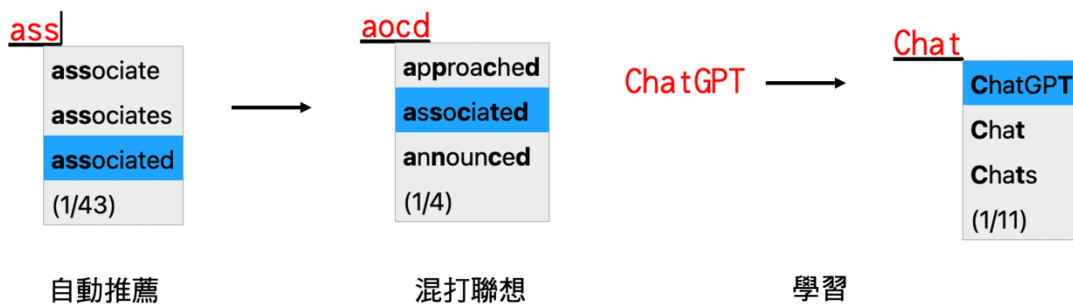 ass
associate
associates
associated
(1/43)
自動推薦
aocd
approached
associated
announced
(1/4)
混打聯想
ChatGPT
Chat
ChatGPT
Chat
Chats
(1/11)
學習